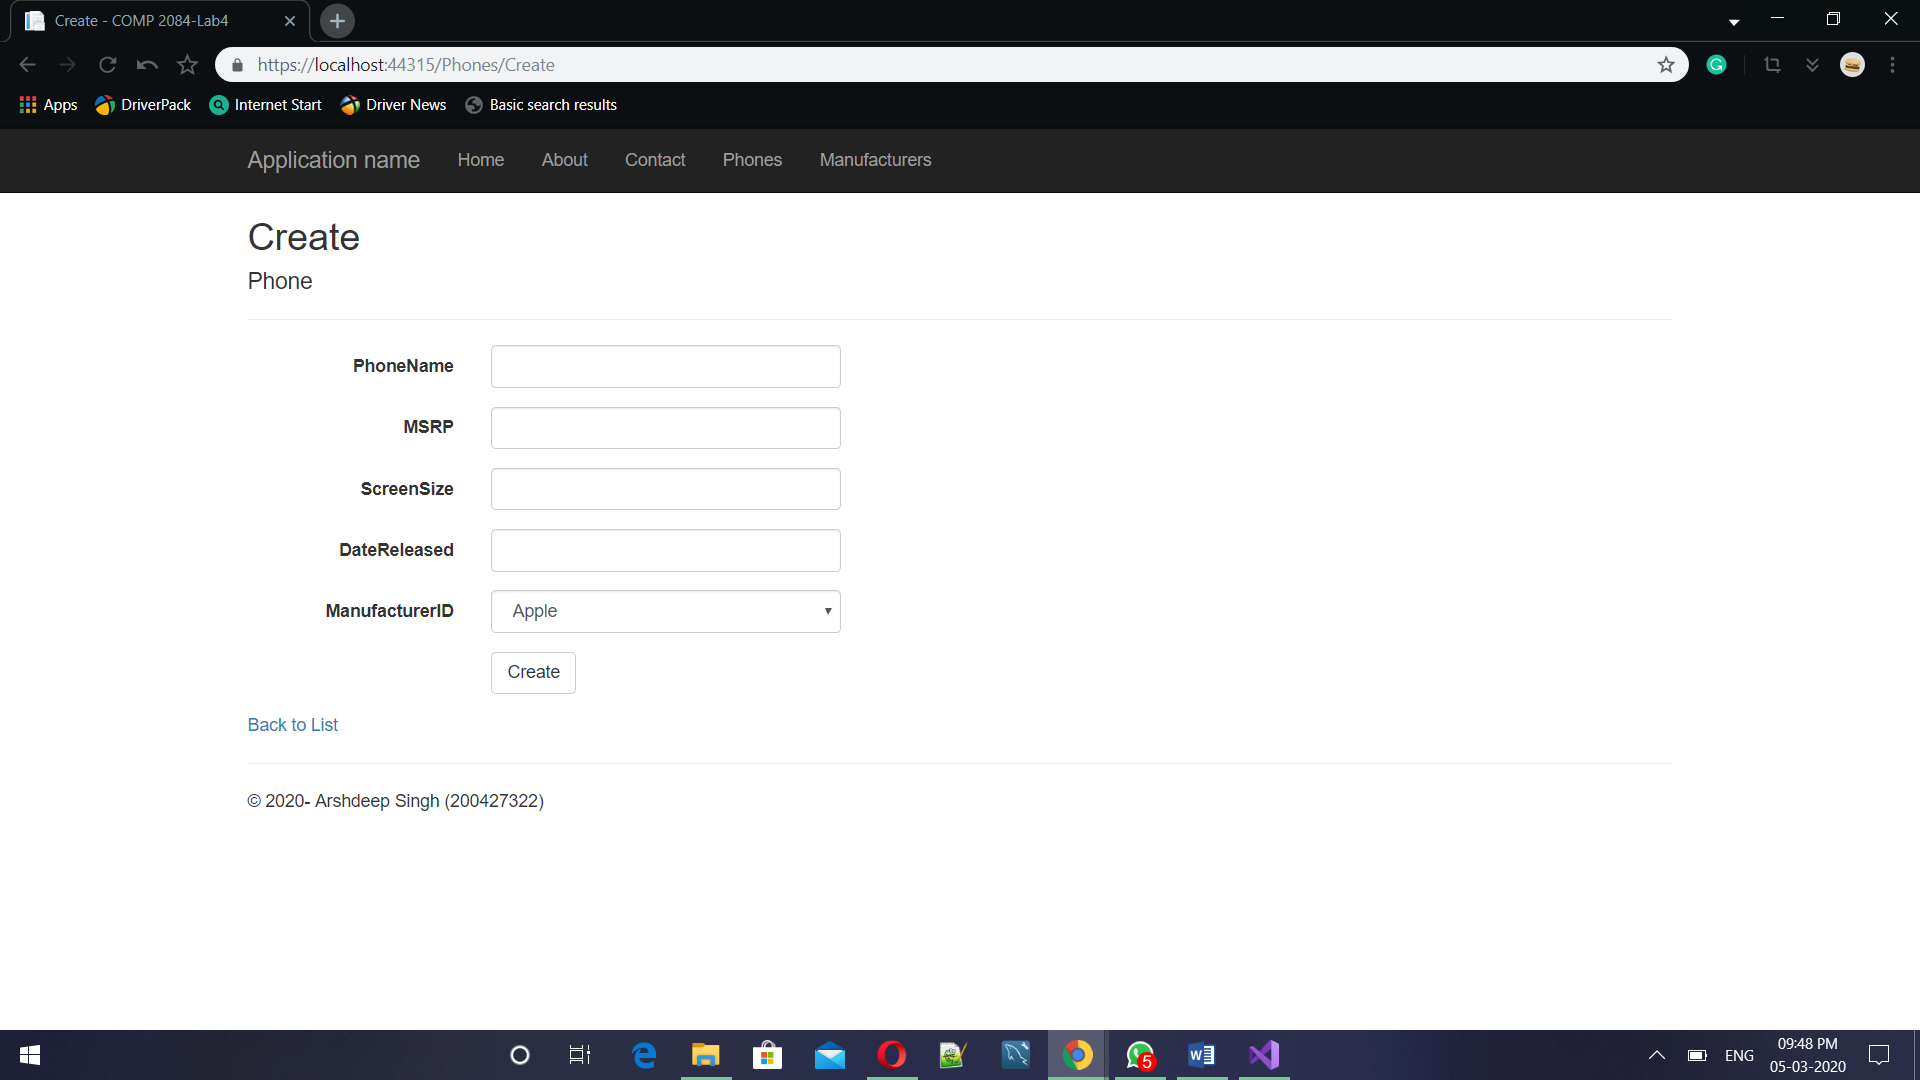 Create - COMP 2084-Lab4
https://localhost:44315/Phones/Create
Apps DriverPack Internet Start Driver News Basic search results
Application name Home About Contact Phones Manufacturers
Create
Phone
PhoneName
MSRP
ScreenSize
DateReleased
ManufacturerID Apple
Create
Back to List
© 2020- Arshdeep Singh (200427322)
5
ENG
09:48 PM
05-03-2020